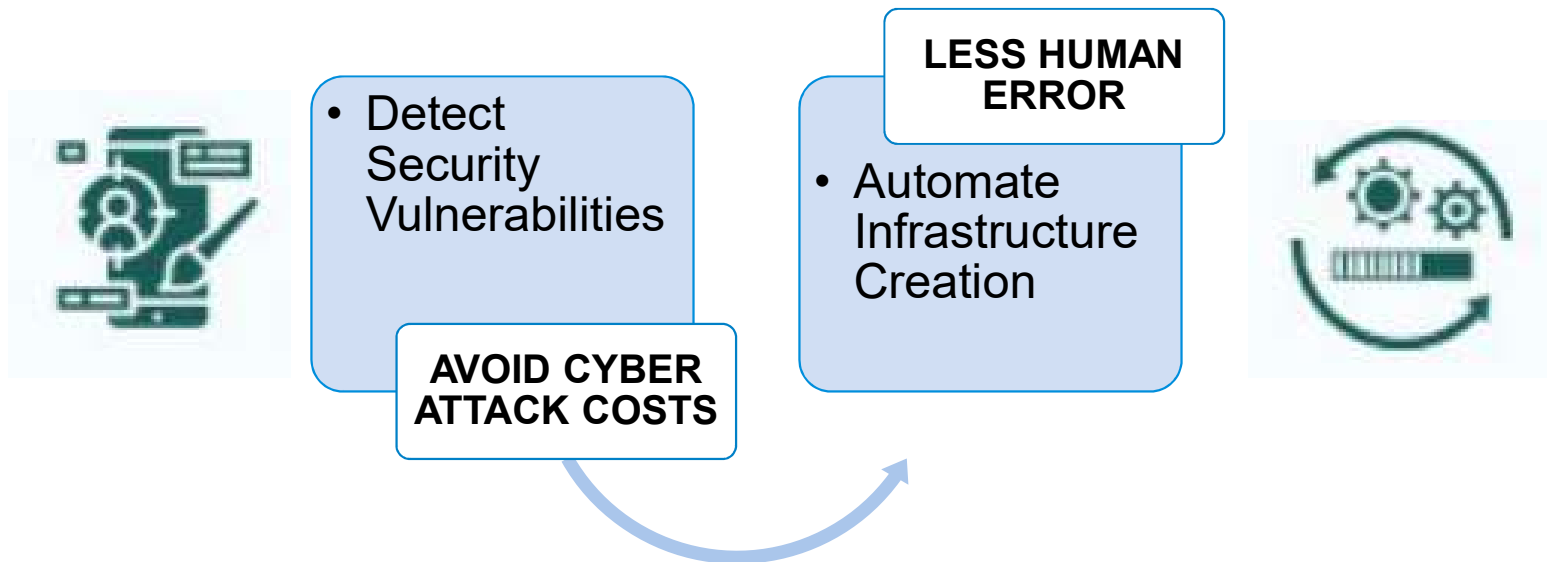 • Detect
Security
Vulnerabilities
AVOID CYBER
ATTACK COSTS
LESS HUMAN
ERROR
• Automate
Infrastructure
Creation